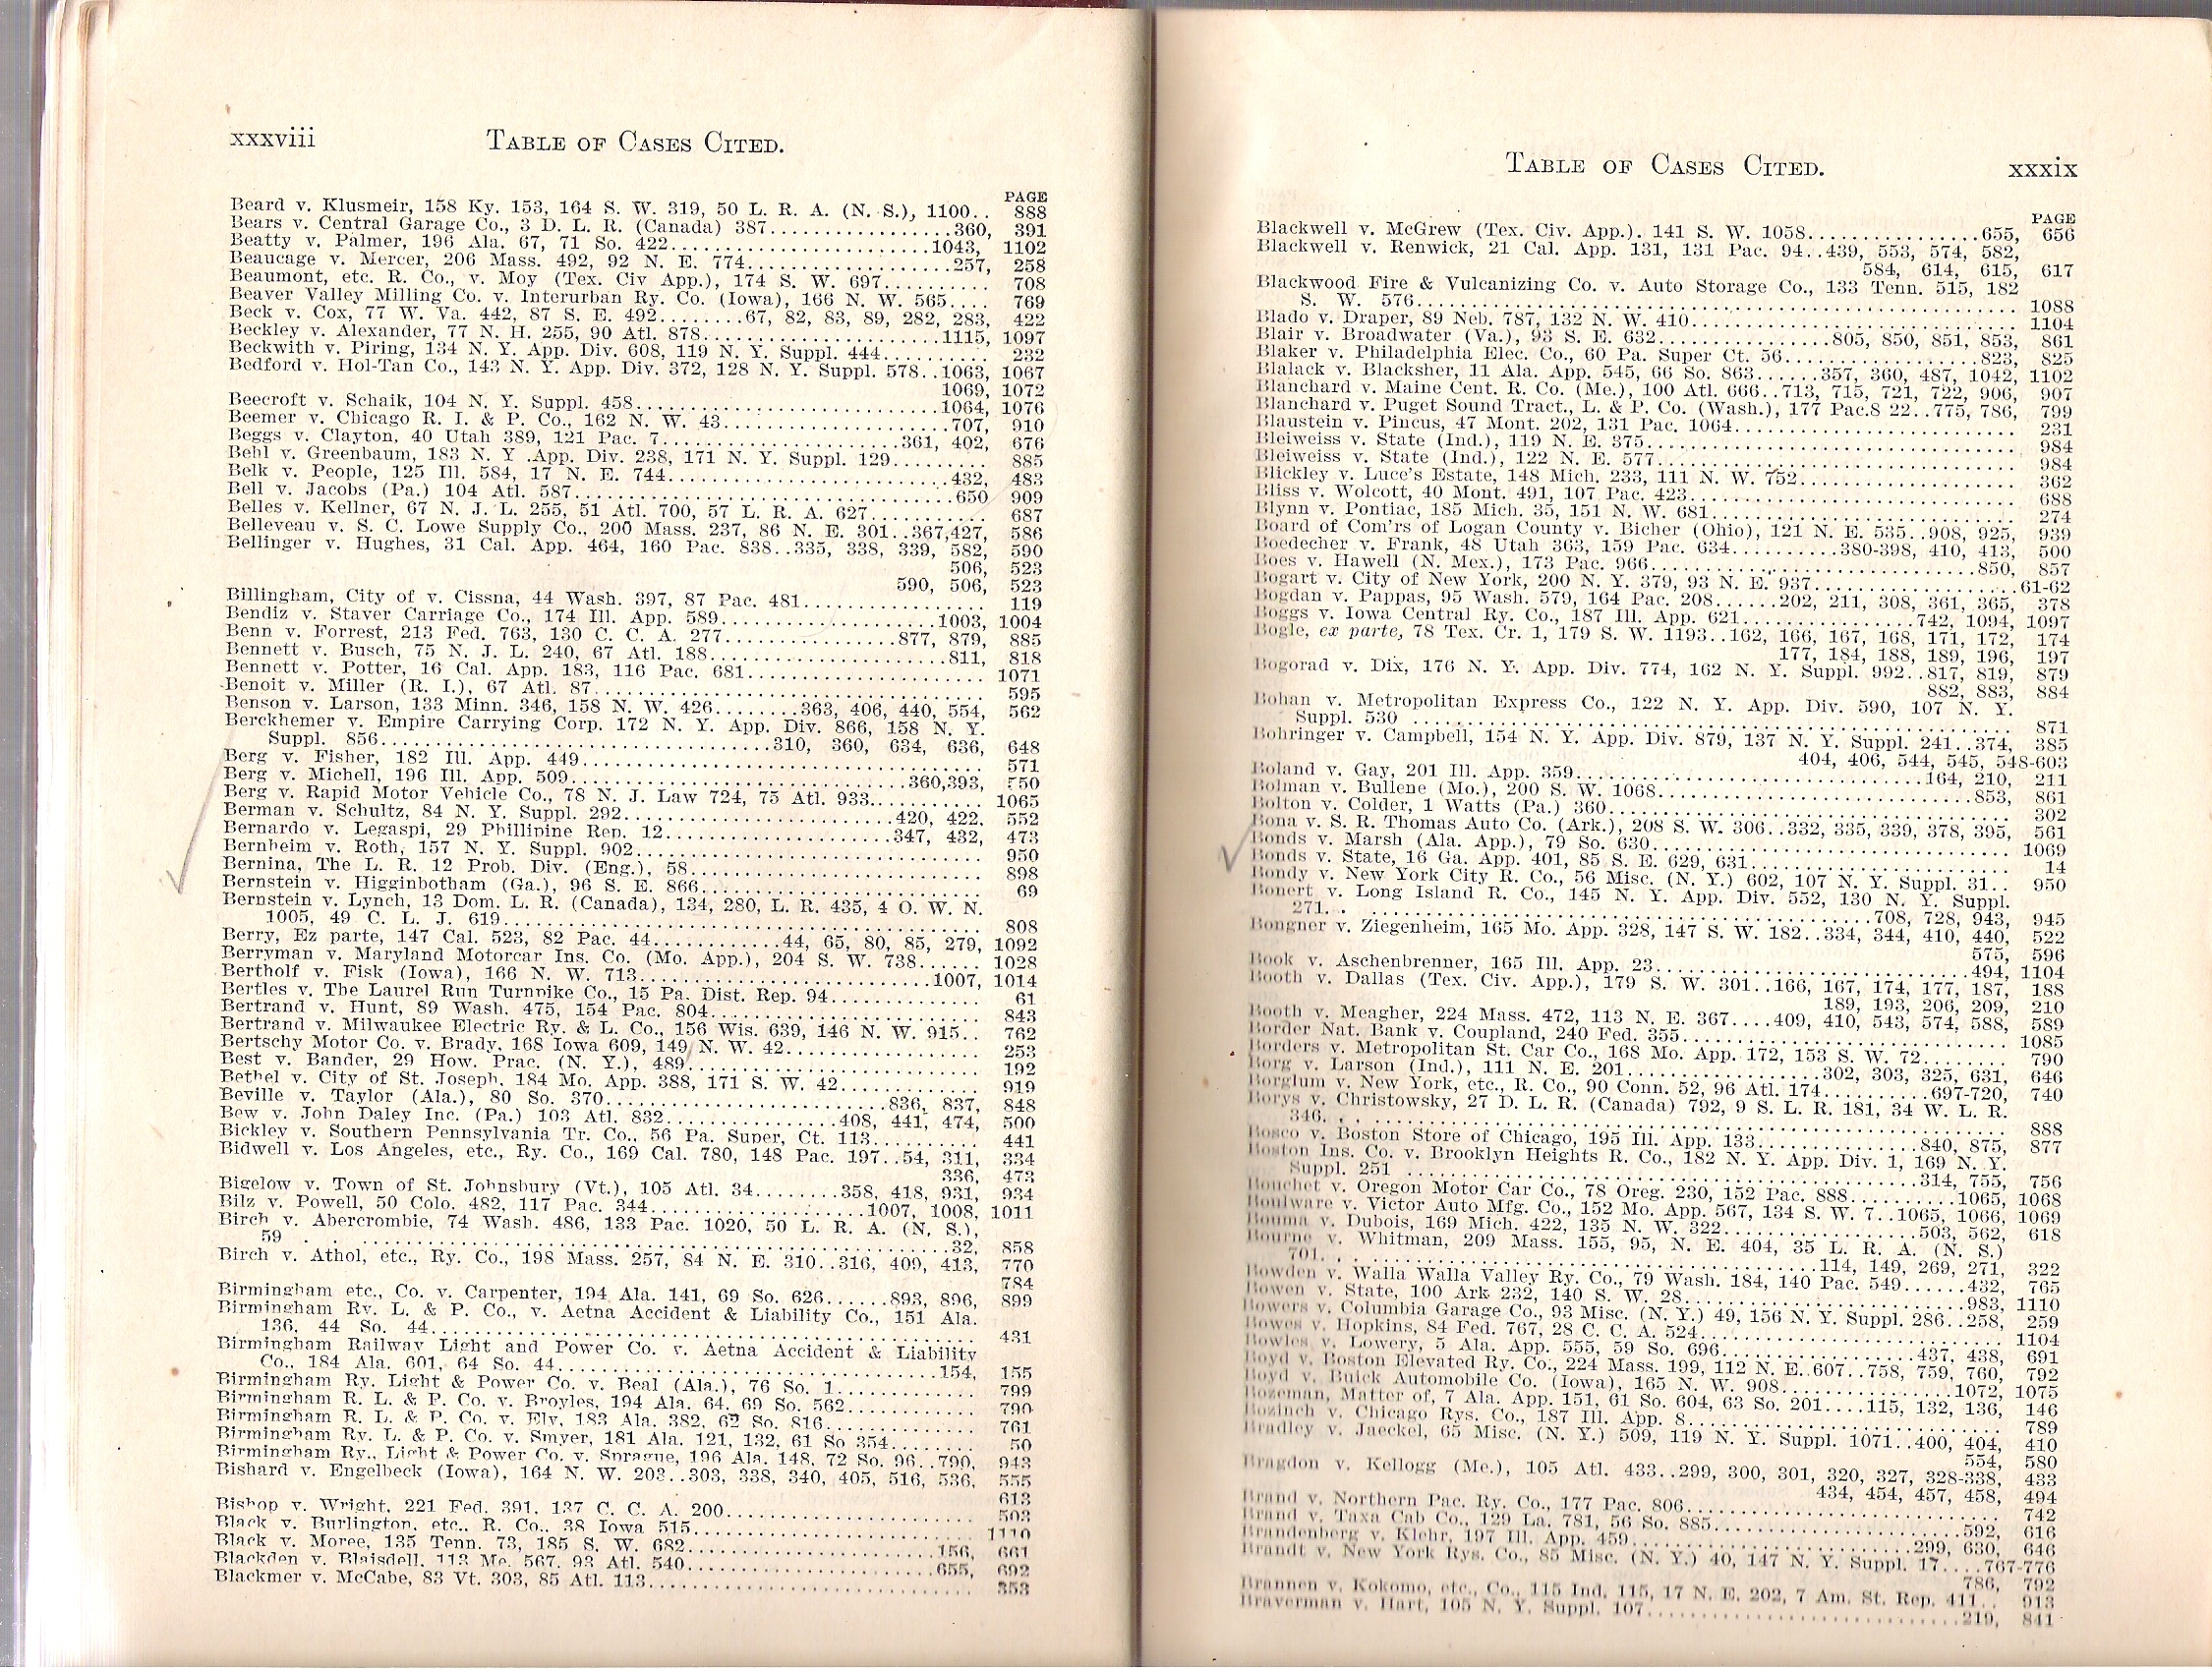 xxxviii TABLE OF CASES CITED.
PAGE
Beard v. Klusmeir, 158 Ky. 153, 164 S. W. 319, 50 L. R. A. (N. S.), 1100.. 888
Bears v. Central Garage Co., 3 D. L. R. (Canada) 387..................360, 391
Beatty v. Palmer, 196 Ala. 67, 71 So. 422..........................1043, 1102
Beaucage v. Mercer, 206 Mass. 492, 92 N. E. 774.....................257, 258
Beaumont, etc. R. Co., v. Moy (Tex. Civ App.), 174 S. W. 697.......... 708
Beaver Valley Milling Co. v. Interurban Ry. Co. (Iowa), 166 N. W. 565.... 769
Beck v. Cox, 77 W. Va. 442, 87 S. E. 492........67, 82, 83, 89, 282, 283, 422
Beckley v. Alexander, 77 N. H. 255, 90 Atl. 878........................1115, 1097
Beckwith v. Piring, 134 N. Y. App. Div. 608, 119 N. Y. Suppl. 444.......... 232
Bedford v. Hol-Tan Co., 143 N. Y. App. Div. 372, 128 N. Y. Suppl. 578..1063, 1067
1069, 1072
Beecroft v. Schaik, 104 N. Y. Suppl. 458..............................1064, 1076
Beemer v. Chicago R. I. & P. Co., 162 N. W. 43.......................707, 910
Beggs v. Clayton, 40 Utah 389, 121 Pac. 7........................361, 402, 676
Behl v. Greenbaum, 183 N. Y .App. Div. 238, 171 N. Y. Suppl. 129......... 885
Belk v. People, 125 Ill. 584, 17 N. E. 744............................432, 483
Bell v. Jacobs (Pa.) 104 Atl. 587......................................650 909
Belles v. Kellner, 67 N. J. L. 255, 51 Atl. 700, 57 L. R. A. 627........... 687
Belleveau v. S. C. Lowe Supply Co., 200 Mass. 237, 86 N. E. 301..367,427, 586
Bellinger v. Hughes, 31 Cal. App. 464, 160 Pac. 838..335, 338, 339, 582, 590
506, 523
590, 506, 523
Billingham, City of v. Cissna, 44 Wash. 397, 87 Pac. 481.................. 119
Bendiz v. Staver Carriage Co., 174 Ill. App. 589......................1003, 1004
Benn v. Forrest, 213 Fed. 763, 130 C. C. A. 277.................877, 879, 885
Bennett v. Busch, 75 N. J. L. 240, 67 Atl. 188........................811, 818
Bennett v. Potter, 16 Cal. App. 183, 116 Pac. 681........................ 1071
Benoit v. Miller (R. I.), 67 Atl. 87....................................... 595
Benson v. Larson, 133 Minn. 346, 158 N. W. 426........363, 406, 440, 554, 562
Berckhemer v. Empire Carrying Corp. 172 N. Y. App. Div. 866, 158 N. Y.
Suppl. 856.......................................310, 360, 634, 636, 648
Berg v. Fisher, 182 Ill. App. 449........................................ 571
Berg v. Michell, 196 Ill. App. 509..................................360,393, 550
Berg v. Rapid Motor Vehicle Co., 78 N. J. Law 724, 75 Atl. 933........... 1065
Berman v. Schultz, 84 N. Y. Suppl. 292...........................420, 422, 552
Bernardo v. Legaspi, 29 Phillipine Rep. 12.......................347, 432, 473
Bernheim v. Roth, 157 N. Y. Suppl. 902.................................. 950
Bernina, The L. R. 12 Prob. Div. (Eng.), 58............................. 898
Bernstein v. Higginbotham (Ga.), 96 S. E. 866............................ 69
Bernstein v. Lynch, 13 Dom. L. R. (Canada), 134, 280, L. R. 435, 4 O. W. N.
1005, 49 C. L. J. 619................................................ 808
Berry, Ez parte, 147 Cal. 523, 82 Pac. 44.............44, 65, 80, 85, 279, 1092
Berryman v. Maryland Motorcar Ins. Co. (Mo. App.), 204 S. W. 738...... 1028
Bertholf v. Fisk (Iowa), 166 N. W. 713..............................1007, 1014
Bertles v. The Laurel Run Turnpike Co., 15 Pa. Dist. Rep. 94............... 61
Bertrand v. Hunt, 89 Wash. 475, 154 Pac. 804........................... 843
Bertrand v. Milwaukee Electric Ry. & L. Co., 156 Wis. 639, 146 N. W. 915.. 762
Bertschy Motor Co. v. Brady, 168 Iowa 609, 149 N. W. 42................. 253
Best v. Bander, 29 How. Prac. (N. Y.), 489............................. 192
Bethel v. City of St. Joseph, 184 Mo. App. 388, 171 S. W. 42.............. 919
Beville v. Taylor (Ala.), 80 So. 370............................836, 837, 848
Bew v. John Daley Inc. (Pa.) 103 Atl. 832.................408, 441, 474, 500
Bickley v. Southern Pennsylvania Tr. Co., 56 Pa. Super, Ct. 113........... 441
Bidwell v. Los Angeles, etc., Ry. Co., 169 Cal. 780, 148 Pac. 197..54, 311, 334
336, 473
Bigelow v. Town of St. Johnsbury (Vt.), 105 Atl. 34........358, 418, 931, 934
Bilz v. Powell, 50 Colo. 482, 117 Pac. 344.....................1007, 1008, 1011
Birch v. Abercrombie, 74 Wash. 486, 133 Pac. 1020, 50 L. R. A. (N. S.),
59 . .................................................................32, 858
Birch v. Athol, etc., Ry. Co., 198 Mass. 257, 84 N. E. 310..316, 409, 413, 770
784
Birmingham etc., Co. v. Carpenter, 194 Ala. 141, 69 So. 626......893, 896, 899
Birmingham Ry. L. & P. Co., v. Aetna Accident & Liability Co., 151 Ala.
136, 44 So. 44...................................................... 431
Birmingham Railway Light and Power Co. v. Aetna Accident & Liability
Co., 184 Ala. 601, 64 So. 44.......................................154, 155
Birmingham Ry. Light & Power Co. v. Beal (Ala.), 76 So. 1.............. 799
Birmingham R. L. & P. Co. v. Broyles, 194 Ala. 64, 69 So. 562............ 790
Birmingham R. L. & P. Co. v. Ely, 183 Ala. 382, 62 So. 816.............. 761
Birmingham Ry. L. & P. Co. v. Smyer, 181 Ala. 121, 132, 61 So 354........ 50
Birmingham Ry., Light & Power Co. v. Sprague, 196 Ala. 148, 72 So. 96..790, 943
Bishard v. Engelbeck (Iowa), 164 N. W. 203..303, 338, 340, 405, 516, 536, 555
613
Bishop v. Wright, 221 Fed. 391, 137 C. C. A. 200........................ 503
Black v. Burlington, etc., R. Co., 38 Iowa 515........................... 1110
Black v. Moree, 135 Tenn. 73, 185 S. W. 682..........................156, 661
Blackden v. Blaisdell, 113 Me. 567, 93 Atl. 540.........................655, 692
Blackmer v. McCabe, 83 Vt. 303, 85 Atl. 113............................. 353
TABLE OF CASES CITED. xxxix
PAGE
Blackwell v. McGrew (Tex. Civ. App.). 141 S. W. 1058.................655, 656
Blackwell v. Renwick, 21 Cal. App. 131, 131 Pac. 94..439, 553, 574, 582,
584, 614, 615, 617
Blackwood Fire & Vulcanizing Co. v. Auto Storage Co., 133 Tenn. 515, 182
S. W. 576........................................................ 1088
Blado v. Draper, 89 Neb. 787, 132 N. W. 410............................ 1104
Blair v. Broadwater (Va.), 93 S. E. 632................805, 850, 851, 853, 861
Blaker v. Philadelphia Elec. Co., 60 Pa. Super Ct. 56...................823, 825
Blalack v. Blacksher, 11 Ala. App. 545, 66 So. 863......357, 360, 487, 1042, 1102
Blanchard v. Maine Cent. R. Co. (Me.), 100 Atl. 666..713, 715, 721, 722, 906, 907
Blanchard v. Puget Sound Tract., L. & P. Co. (Wash.), 177 Pac.8 22..775, 786, 799
Blaustein v. Pincus, 47 Mont. 202, 131 Pac. 1064......................... 231
Bleiweiss v. State (Ind.), 119 N. E. 375................................. 984
Bleiweiss v. State (Ind.), 122 N. E. 577................................. 984
Blickley v. Luce's Estate, 148 Mich. 233, 111 N. W. 752.................. 362
Bliss v. Wolcott, 40 Mont. 491, 107 Pac. 423............................. 688
Blynn v. Pontiac, 185 Mich. 35, 151 N. W. 681........................... 274
Board of Com'rs of Logan County v. Bicher (Ohio), 121 N. E. 535..908, 925, 939
Boedecher v. Frank, 48 Utah 363, 159 Pac. 634..........380-398, 410, 413, 500
Boes v. Hawell (N. Mex.), 173 Pac. 966.............................850, 857
Bogart v. City of New York, 200 N. Y. 379, 93 N. E. 937..................61-62
Bogdan v. Pappas, 95 Wash. 579, 164 Pac. 208......202, 211, 308, 361, 365, 378
Boggs v. Iowa Central Ry. Co., 187 Ill. App. 621.................742, 1094, 1097
Bogle, ex parte, 78 Tex. Cr. 1, 179 S. W. 1193..162, 166, 167, 168, 171, 172, 174
177, 184, 188, 189, 196, 197
Bogorad v. Dix, 176 N. Y. App. Div. 774, 162 N. Y. Suppl. 992..817, 819, 879
882, 883, 884
Bohan v. Metropolitan Express Co., 122 N. Y. App. Div. 590, 107 N. Y.
Suppl. 530 ....................................................... 871
Bohringer v. Campbell, 154 N. Y. App. Div. 879, 137 N. Y. Suppl. 241..374, 385
404, 406, 544, 545, 548-603
Boland v. Gay, 201 Ill. App. 359...................................164, 210, 211
Bolman v. Bullene (Mo.), 200 S. W. 1068.............................853, 861
Bolton v. Colder, 1 Watts (Pa.) 360..................................... 302
Bona v. S. R. Thomas Auto Co. (Ark.), 208 S. W. 306..332, 335, 339, 378, 395, 561
Bonds v. Marsh (Ala. App.), 79 So. 630................................. 1069
Bonds v. State, 16 Ga. App. 401, 85 S. E. 629, 631....................... 14
Bondy v. New York City R. Co., 56 Misc. (N. Y.) 602, 107 N. Y. Suppl. 31.. 950
Bonert v. Long Island R. Co., 145 N. Y. App. Div. 552, 130 N. Y. Suppl.
271. . .....................................................708, 728, 943, 945
Bongner v. Ziegenheim, 165 Mo. App. 328, 147 S. W. 182..334, 344, 410, 440, 522
575, 596
Book v. Aschenbrenner, 165 Ill. App. 23................................494, 1104
Booth v. Dallas (Tex. Civ. App.), 179 S. W. 301..166, 167, 174, 177, 187, 188
189, 193, 206, 209, 210
Booth v. Meagher, 224 Mass. 472, 113 N. E. 367....409, 410, 543, 574, 588, 589
Border Nat. Bank v. Coupland, 240 Fed. 355............................. 1085
Borders v. Metropolitan St. Car Co., 168 Mo. App. 172, 153 S. W. 72........ 790
Borg v. Larson (Ind.), 111 N. E. 201....................302, 303, 325, 631, 646
Borglum v. New York, etc., R. Co., 90 Conn. 52, 96 Atl. 174..........697-720, 740
Borys v. Christowsky, 27 D. L. R. (Canada) 792, 9 S. L. R. 181, 34 W. L. R.
346. . ............................................................ 888
Bosco v. Boston Store of Chicago, 195 Ill. App. 133................840, 875, 877
Boston Ins. Co. v. Brooklyn Heights R. Co., 182 N. Y. App. Div. 1, 169 N. Y.
Suppl. 251 ....................................................314, 755, 756
Bouchet v. Oregon Motor Car Co., 78 Oreg. 230, 152 Pac. 888..........1065, 1068
Boulware v. Victor Auto Mfg. Co., 152 Mo. App. 567, 134 S. W. 7..1065, 1066, 1069
Bouma v. Dubois, 169 Mich. 422, 135 N. W. 322....................503, 562, 618
Bourne v. Whitman, 209 Mass. 155, 95, N. E. 404, 35 L. R. A. (N. S.)
701. . ..............................................114, 149, 269, 271, 322
Bowden v. Walla Walla Valley Ry. Co., 79 Wash. 184, 140 Pac. 549......432, 765
Bowen v. State, 100 Ark 232, 140 S. W. 28..........................983, 1110
Bowers v. Columbia Garage Co., 93 Misc. (N. Y.) 49, 156 N. Y. Suppl. 286..258, 259
Bowes v. Hopkins, 84 Fed. 767, 28 C. C. A. 524........................... 1104
Bowles v. Lowery, 5 Ala. App. 555, 59 So. 696....................437, 438, 691
Boyd v. Boston Elevated Ry. Co., 224 Mass. 199, 112 N. E..607..758, 759, 760, 792
Boyd v. Buick Automobile Co. (Iowa), 165 N. W. 908................1072, 1075
Bozeman, Matter of, 7 Ala. App. 151, 61 So. 604, 63 So. 201....115, 132, 136, 146
Bozinch v. Chicago Rys. Co., 187 Ill. App. 8............................. 789
Bradley v. Jaeckel, 65 Misc. (N. Y.) 509, 119 N. Y. Suppl. 1071..400, 404, 410
554, 580
Bragdon v. Kellogg (Me.), 105 Atl. 433..299, 300, 301, 320, 327, 328-338, 433
434, 454, 457, 458, 494
Brand v. Northern Pac. Ry. Co., 177 Pac. 806............................. 742
Brand v. Taxa Cab Co., 129 La. 781, 56 So. 885.........................592, 616
Brandenberg v. Klehr, 197 Ill. App. 459............................299, 630, 646
Brandt v. New York Rys. Co., 85 Misc. (N. Y.) 40, 147 N. Y. Suppl. 17....767-776
786, 792
Brannen v. Kokomo, etc., Co., 115 Ind. 115, 17 N. E. 202, 7 Am. St. Rep. 411.. 913
Braverman v. Hart, 105 N. Y. Suppl. 107..............................219, 841